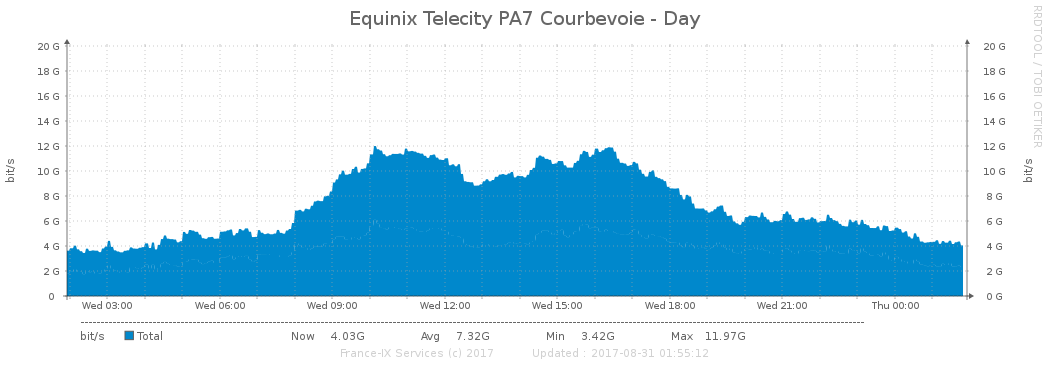 Equinix Telecity PA7 Courbevoie - Day
RRDTOOL / TOBI OETIKER
bit/s
20 G
18 G
16 G
14 G
12 G
10 G
8 G
6 G
4 G
2 G
0
20 G
18 G
16 G
14 G
12 G
10 G
8 G
6 G
4 G
2 G
0 G
bit/s
Wed 03:00 Wed 06:00 Wed 09:00 Wed 12:00 Wed 15:00 Wed 18:00 Wed 21:00 Thu 00:00
bit/s Total Now 4.03G Avg 7.32G Min 3.42G Max 11.97G
France-IX Services (c) 2017 Updated : 2017-08-31 01:55:12